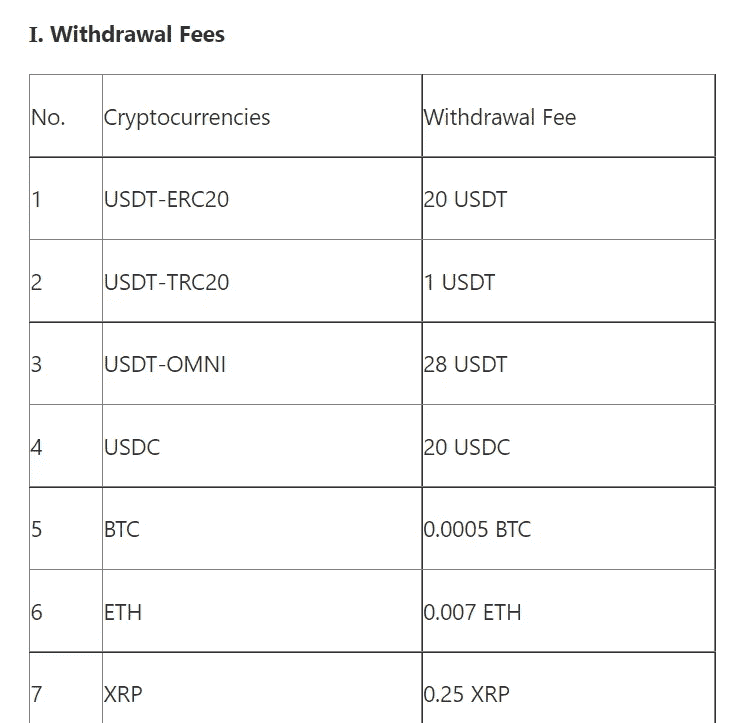 I. Withdrawal Fees
No. Cryptocurrencies Withdrawal Fee
1 USDT-ERC20 20 USDT
2 USDT-TRC20 1 USDT
3 USDT-OMNI 28 USDT
4 USDC 20 USDC
5 BTC 0.0005 BTC
6 ETH 0.007 ETH
7 XRP 0.25 XRP